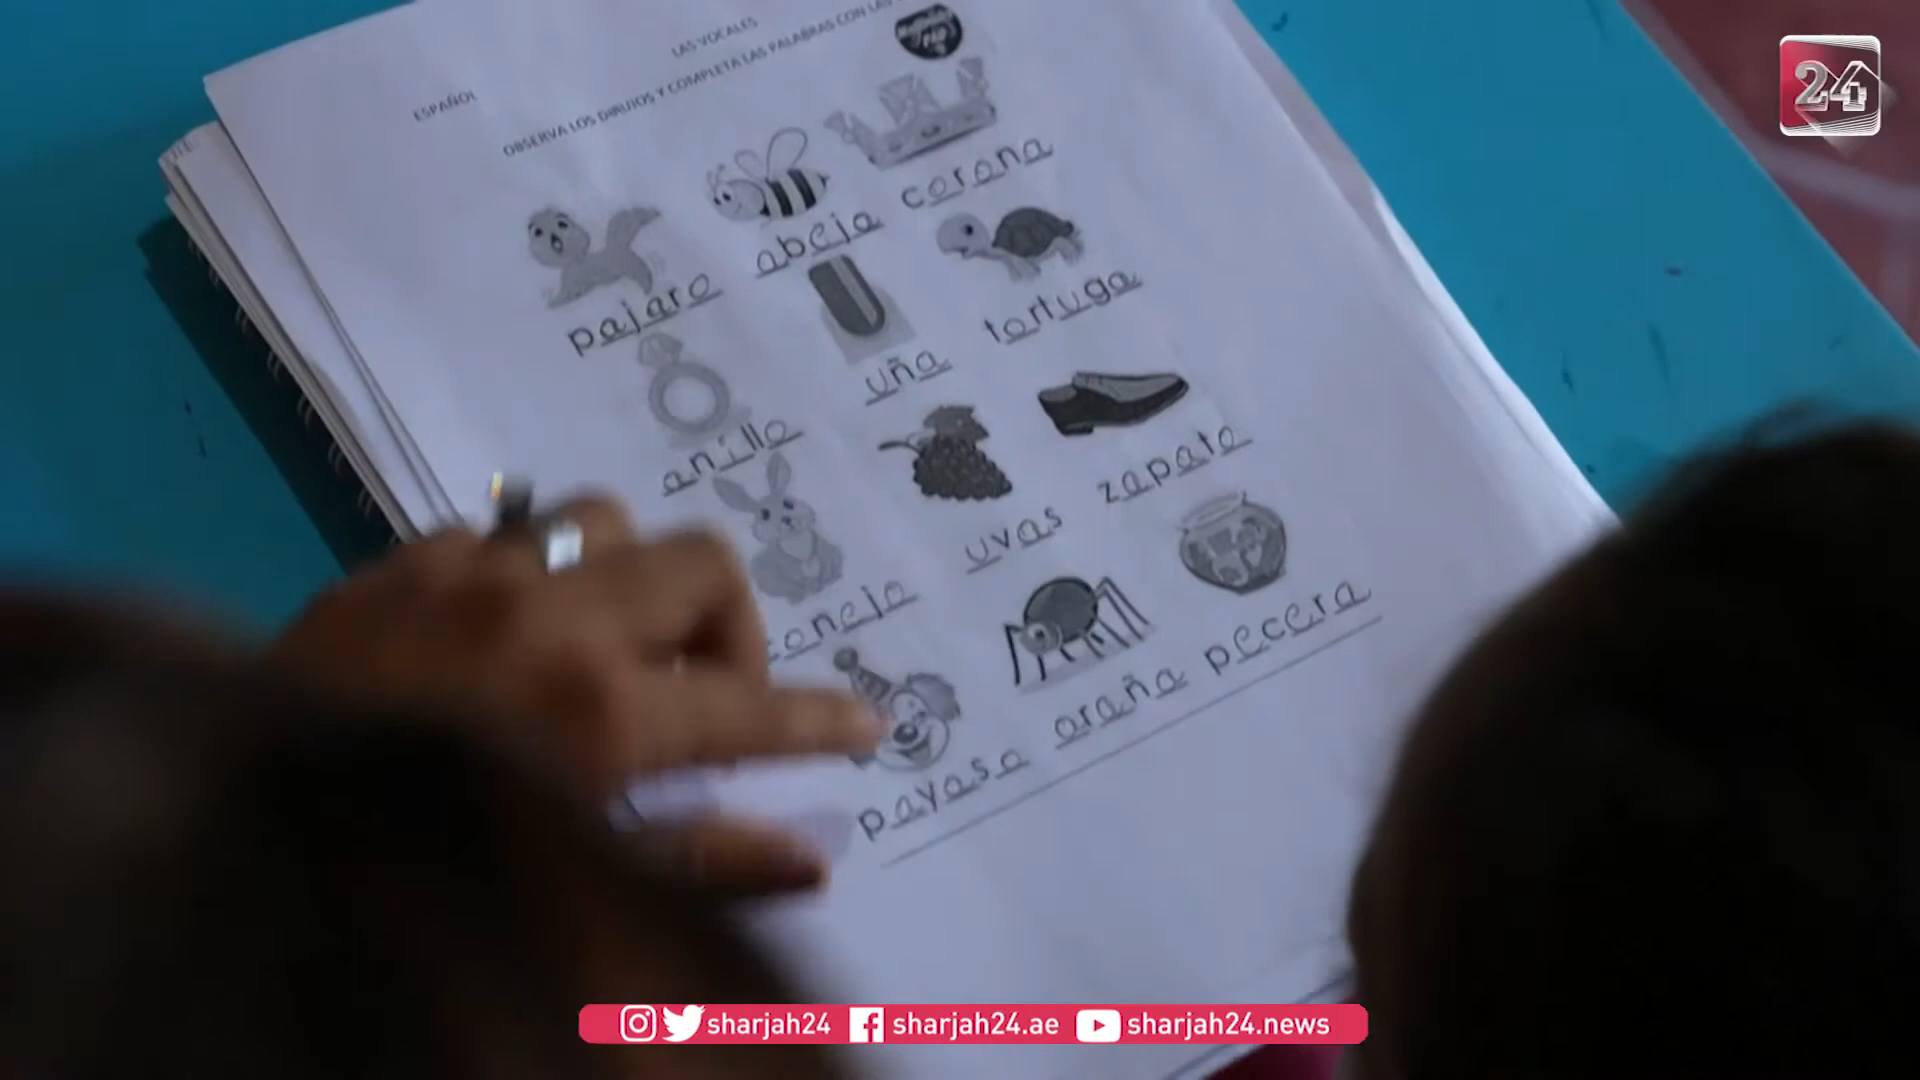 LAS VOCALES
ESPAÑOL
OBSERVA LOS DIBUJOS Y COMPLETA LAS PALABRAS CON LAS
pajaro abeja corona
anillo uña tortuga
conejo uvas zapato
payaso araña pecera
24
sharjah24 sharjah24.ae sharjah24.news